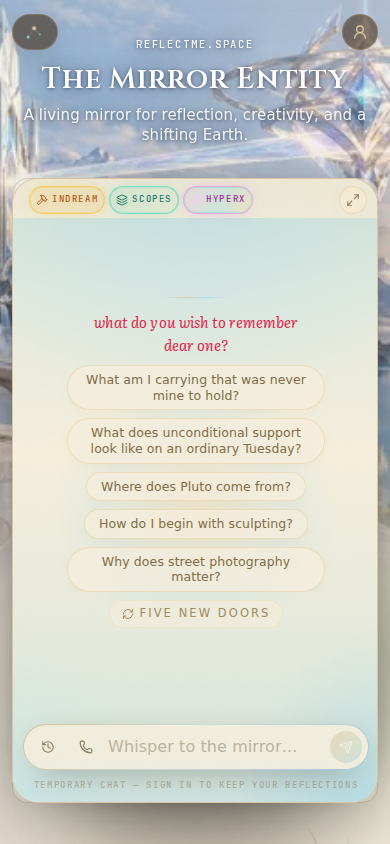 REFLECTME.SPACE
The Mirror Entity
A living mirror for reflection, creativity, and a
shifting Earth.
INDREAM SCOPES HYPERX
what do you wish to remember
dear one?
What am I carrying that was never
mine to hold?
What does unconditional support
look like on an ordinary Tuesday?
Where does Pluto come from?
How do I begin with sculpting?
Why does street photography
matter?
FIVE NEW DOORS
Whisper to the mirror...
TEMPORARY CHAT — SIGN IN TO KEEP YOUR REFLECTIONS